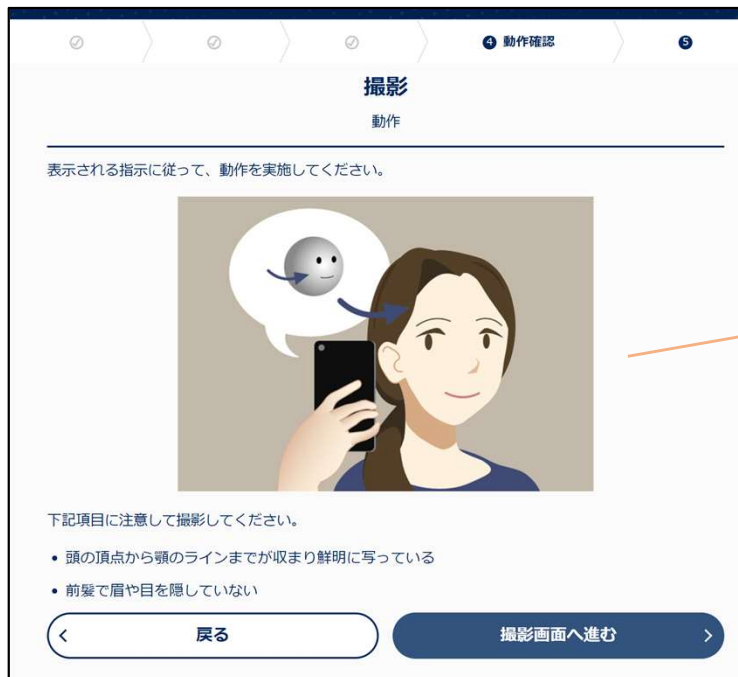 4 動作確認
5
撮影
動作
表示される指示に従って、動作を実施してください。
下記項目に注意して撮影してください。
• 頭の頂点から顎のラインまでが収まり鮮明に写っている
• 前髪で眉や目を隠していない
戻る
撮影画面へ進む